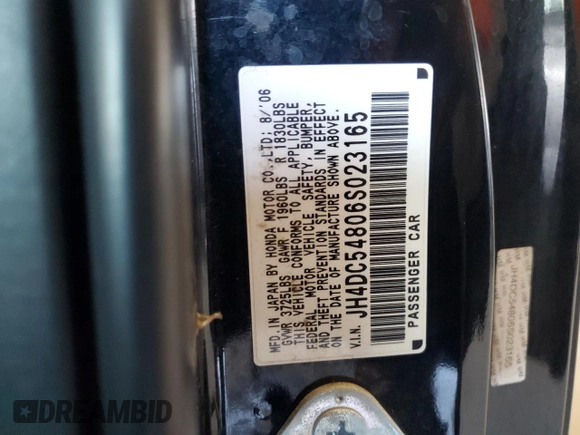 MFD. IN JAPAN BY HONDA MOTOR CO.,LTD; 8/'06
GVWR 3725LBS GAWR F 1960LBS R 1830LBS
THIS VEHICLE CONFORMS TO ALL APPLICABLE
FEDERAL MOTOR VEHICLE SAFETY, BUMPER,
AND THEFT PREVENTION STANDARDS IN EFFECT
ON THE DATE OF MANUFACTURE SHOWN ABOVE.
V.I.N. JH4DC54806S023165
PASSENGER CAR
JH4DC54806S023165
DREAMBID